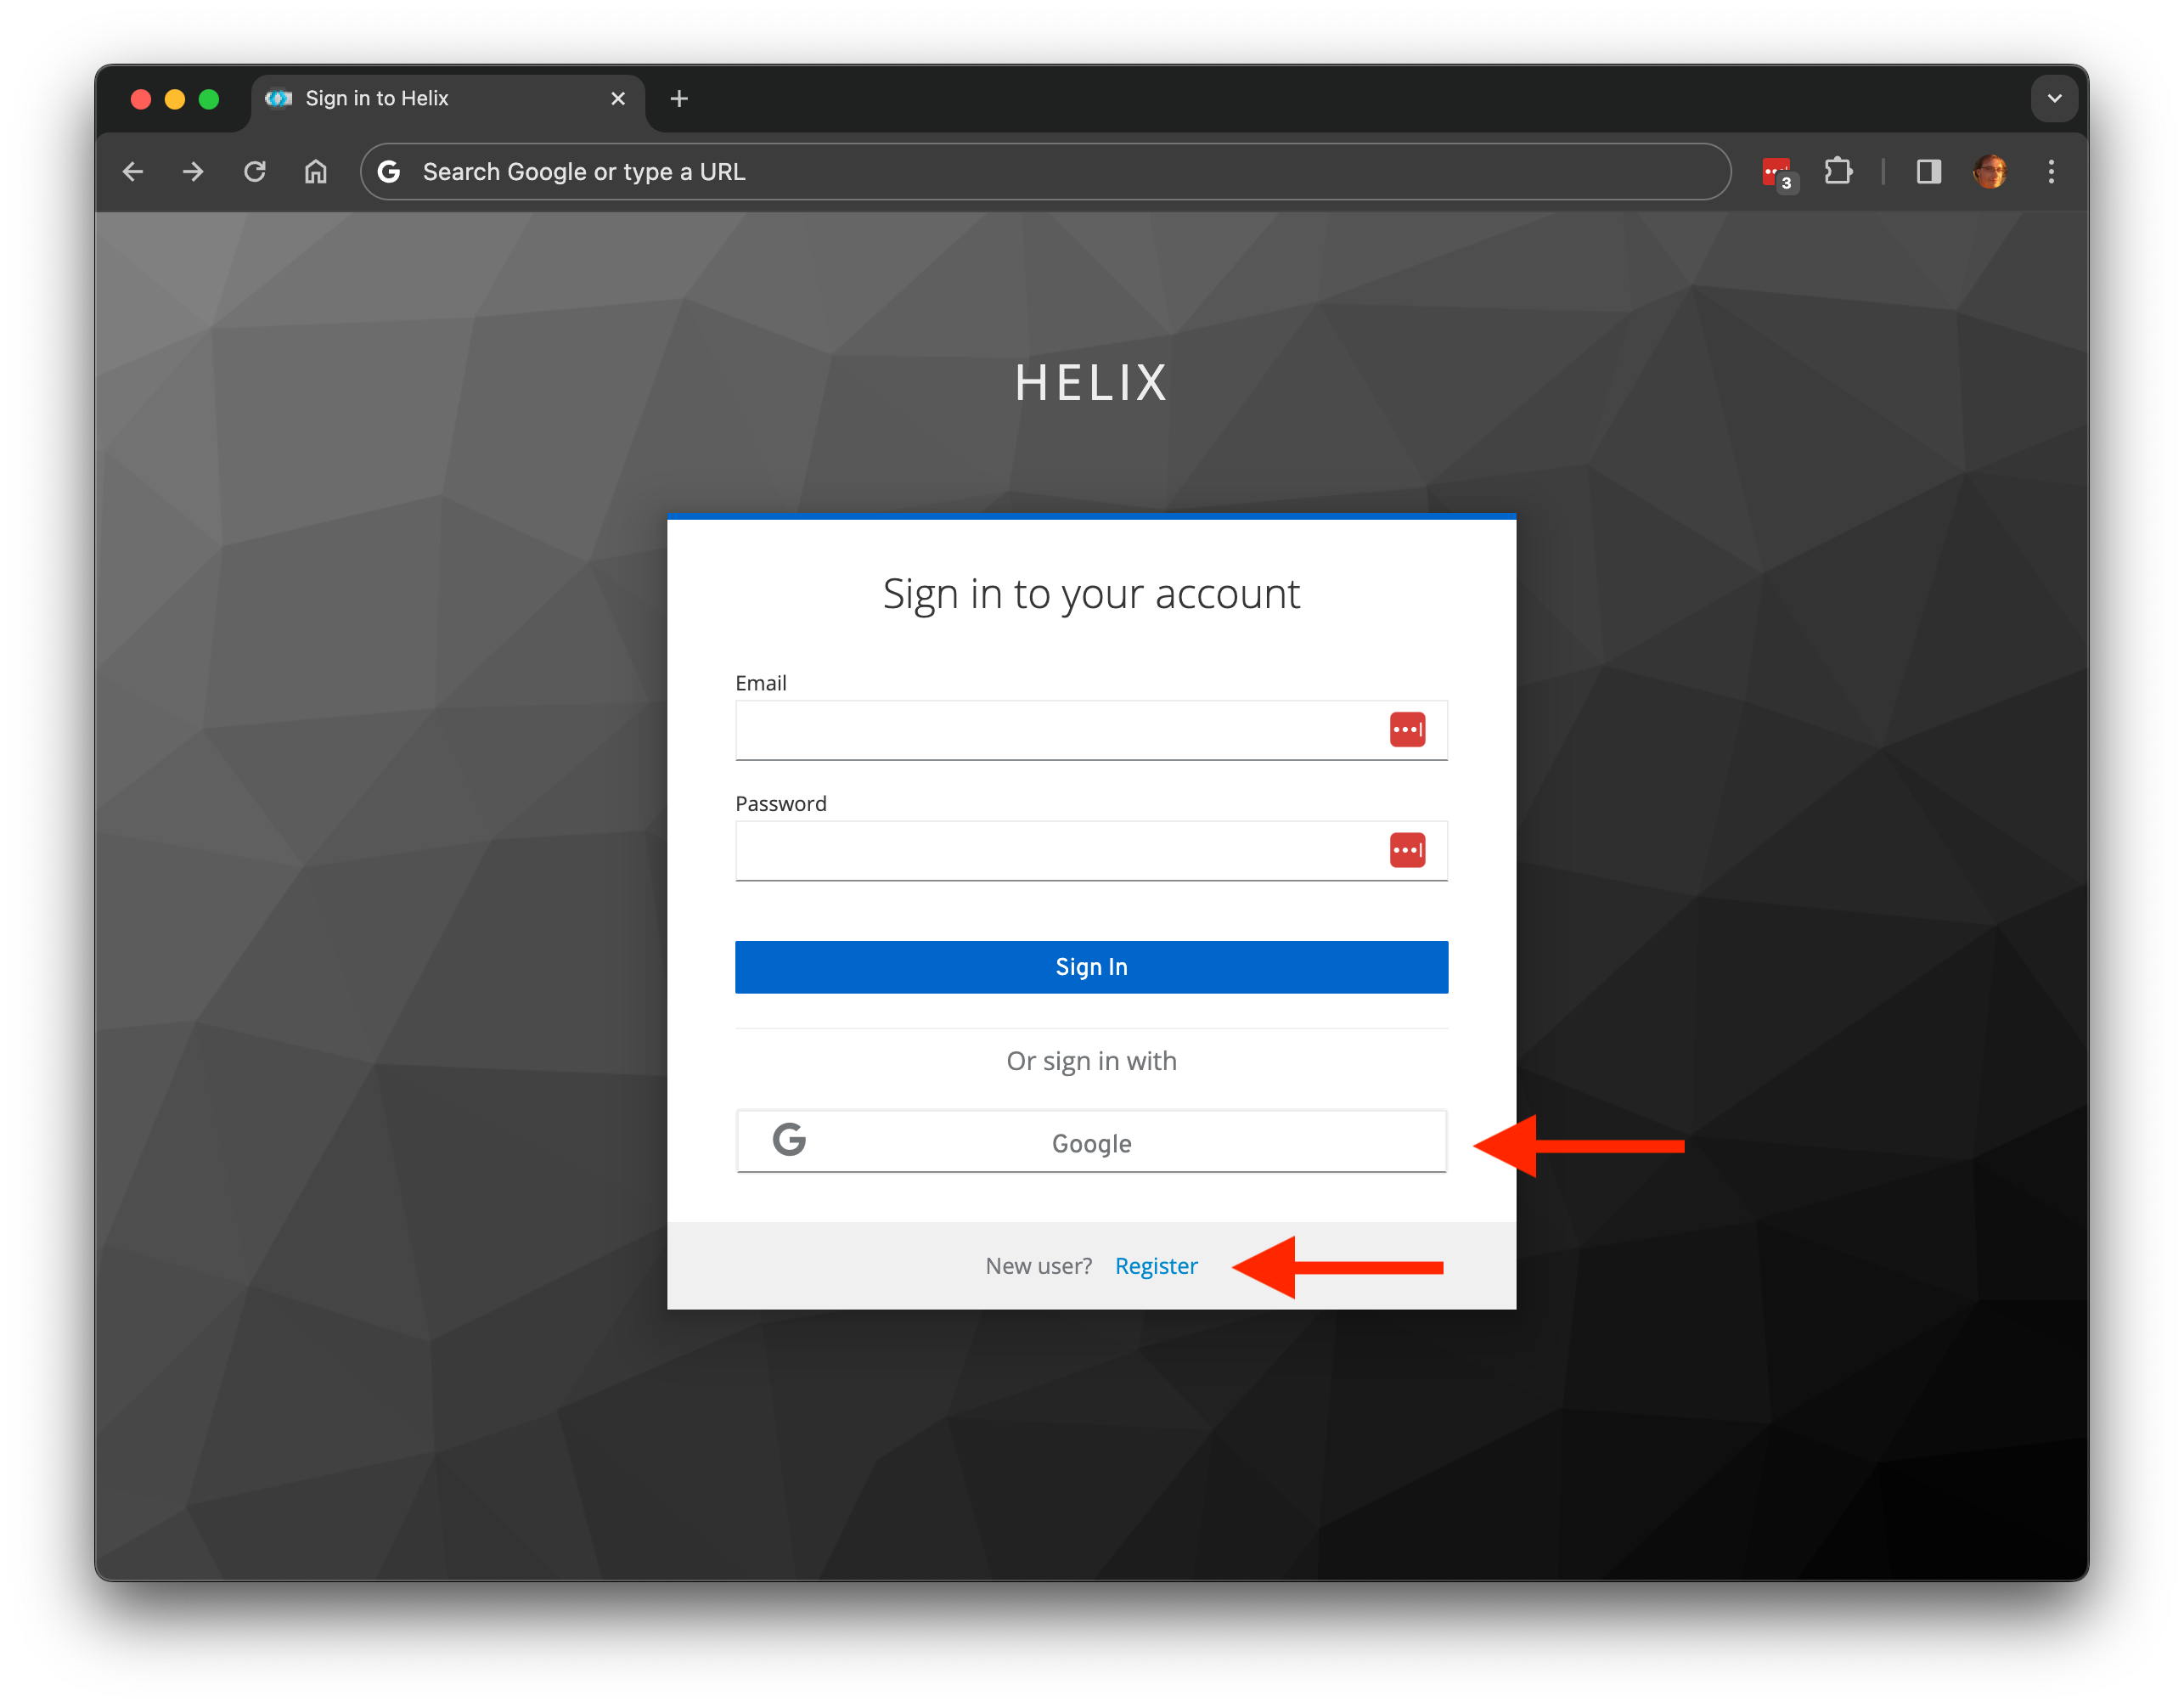 Sign in to Helix
Search Google or type a URL
3
HELIX
Sign in to your account
Email
Password
Sign In
Or sign in with
Google
New user? Register